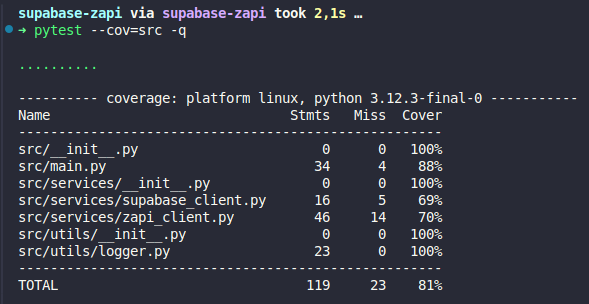 supabase-zapi via supabase-zapi took 2,1s …
➜ pytest --cov=src -q
..........
---------- coverage: platform linux, python 3.12.3-final-0 -----------
Name                                  Stmts   Miss  Cover
-----------------------------------------------------
src/__init__.py                       0      0   100%
src/main.py                          34      4    88%
src/services/__init__.py              0      0   100%
src/services/supabase_client.py      16      5    69%
src/services/zapi_client.py          46     14    70%
src/utils/__init__.py                 0      0   100%
src/utils/logger.py                  23      0   100%
-----------------------------------------------------
TOTAL                               119     23    81%